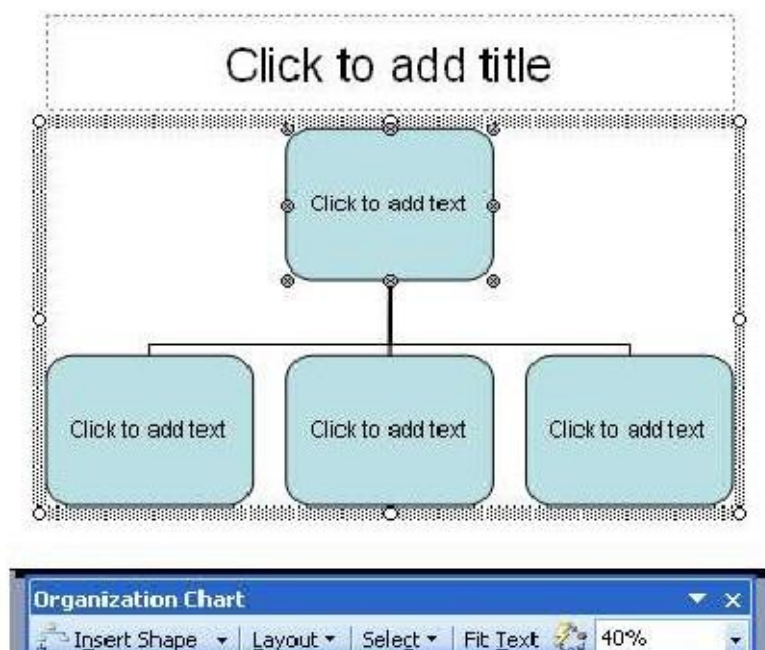 Click to add title
Click to add text
Click to add text Click to add text Click to add text
Organization Chart
Insert Shape Layout Select Fit Text 40%